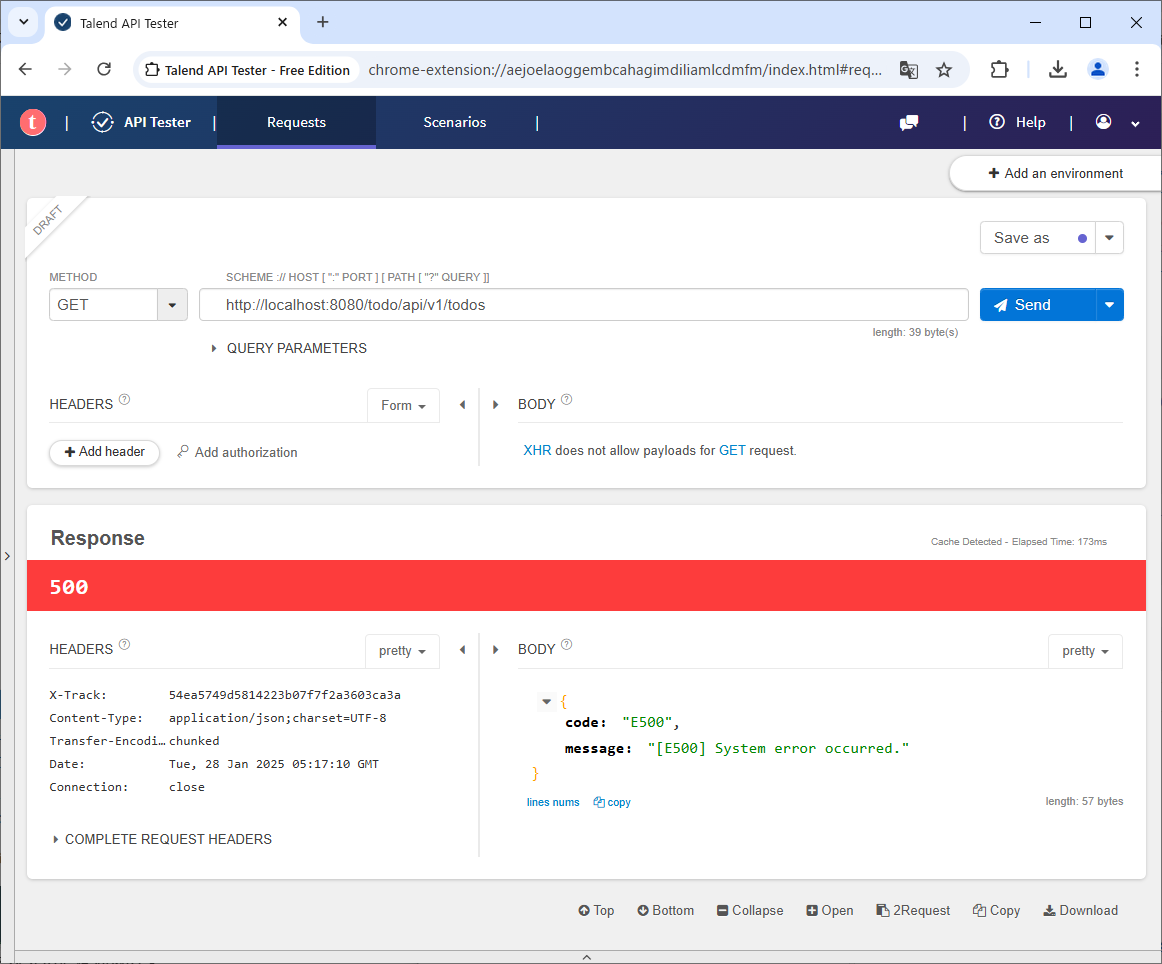 Talend API Tester
Talend API Tester - Free Edition
chrome-extension://aejoelaoggembcahagimdiliamlcdmfm/index.html#req...
t | API Tester | Requests Scenarios | | Help |
Add an environment
DRAFT
Save as
METHOD
SCHEME :// HOST [ ":" PORT ] [ PATH [ "?" QUERY ]]
GET
http://localhost:8080/todo/api/v1/todos
Send
length: 39 byte(s)
QUERY PARAMETERS
HEADERS ?
Form
BODY ?
Add header
Add authorization
XHR does not allow payloads for GET request.
Response
Cache Detected - Elapsed Time: 173ms
500
HEADERS ?
pretty
BODY ?
pretty
X-Track: 54ea5749d5814223b07f7f2a3603ca3a
Content-Type: application/json;charset=UTF-8
Transfer-Encodi... chunked
Date: Tue, 28 Jan 2025 05:17:10 GMT
Connection: close
{
code: "E500",
message: "[E500] System error occurred."
}
lines nums
copy
length: 57 bytes
COMPLETE REQUEST HEADERS
Top Bottom Collapse Open 2Request Copy Download